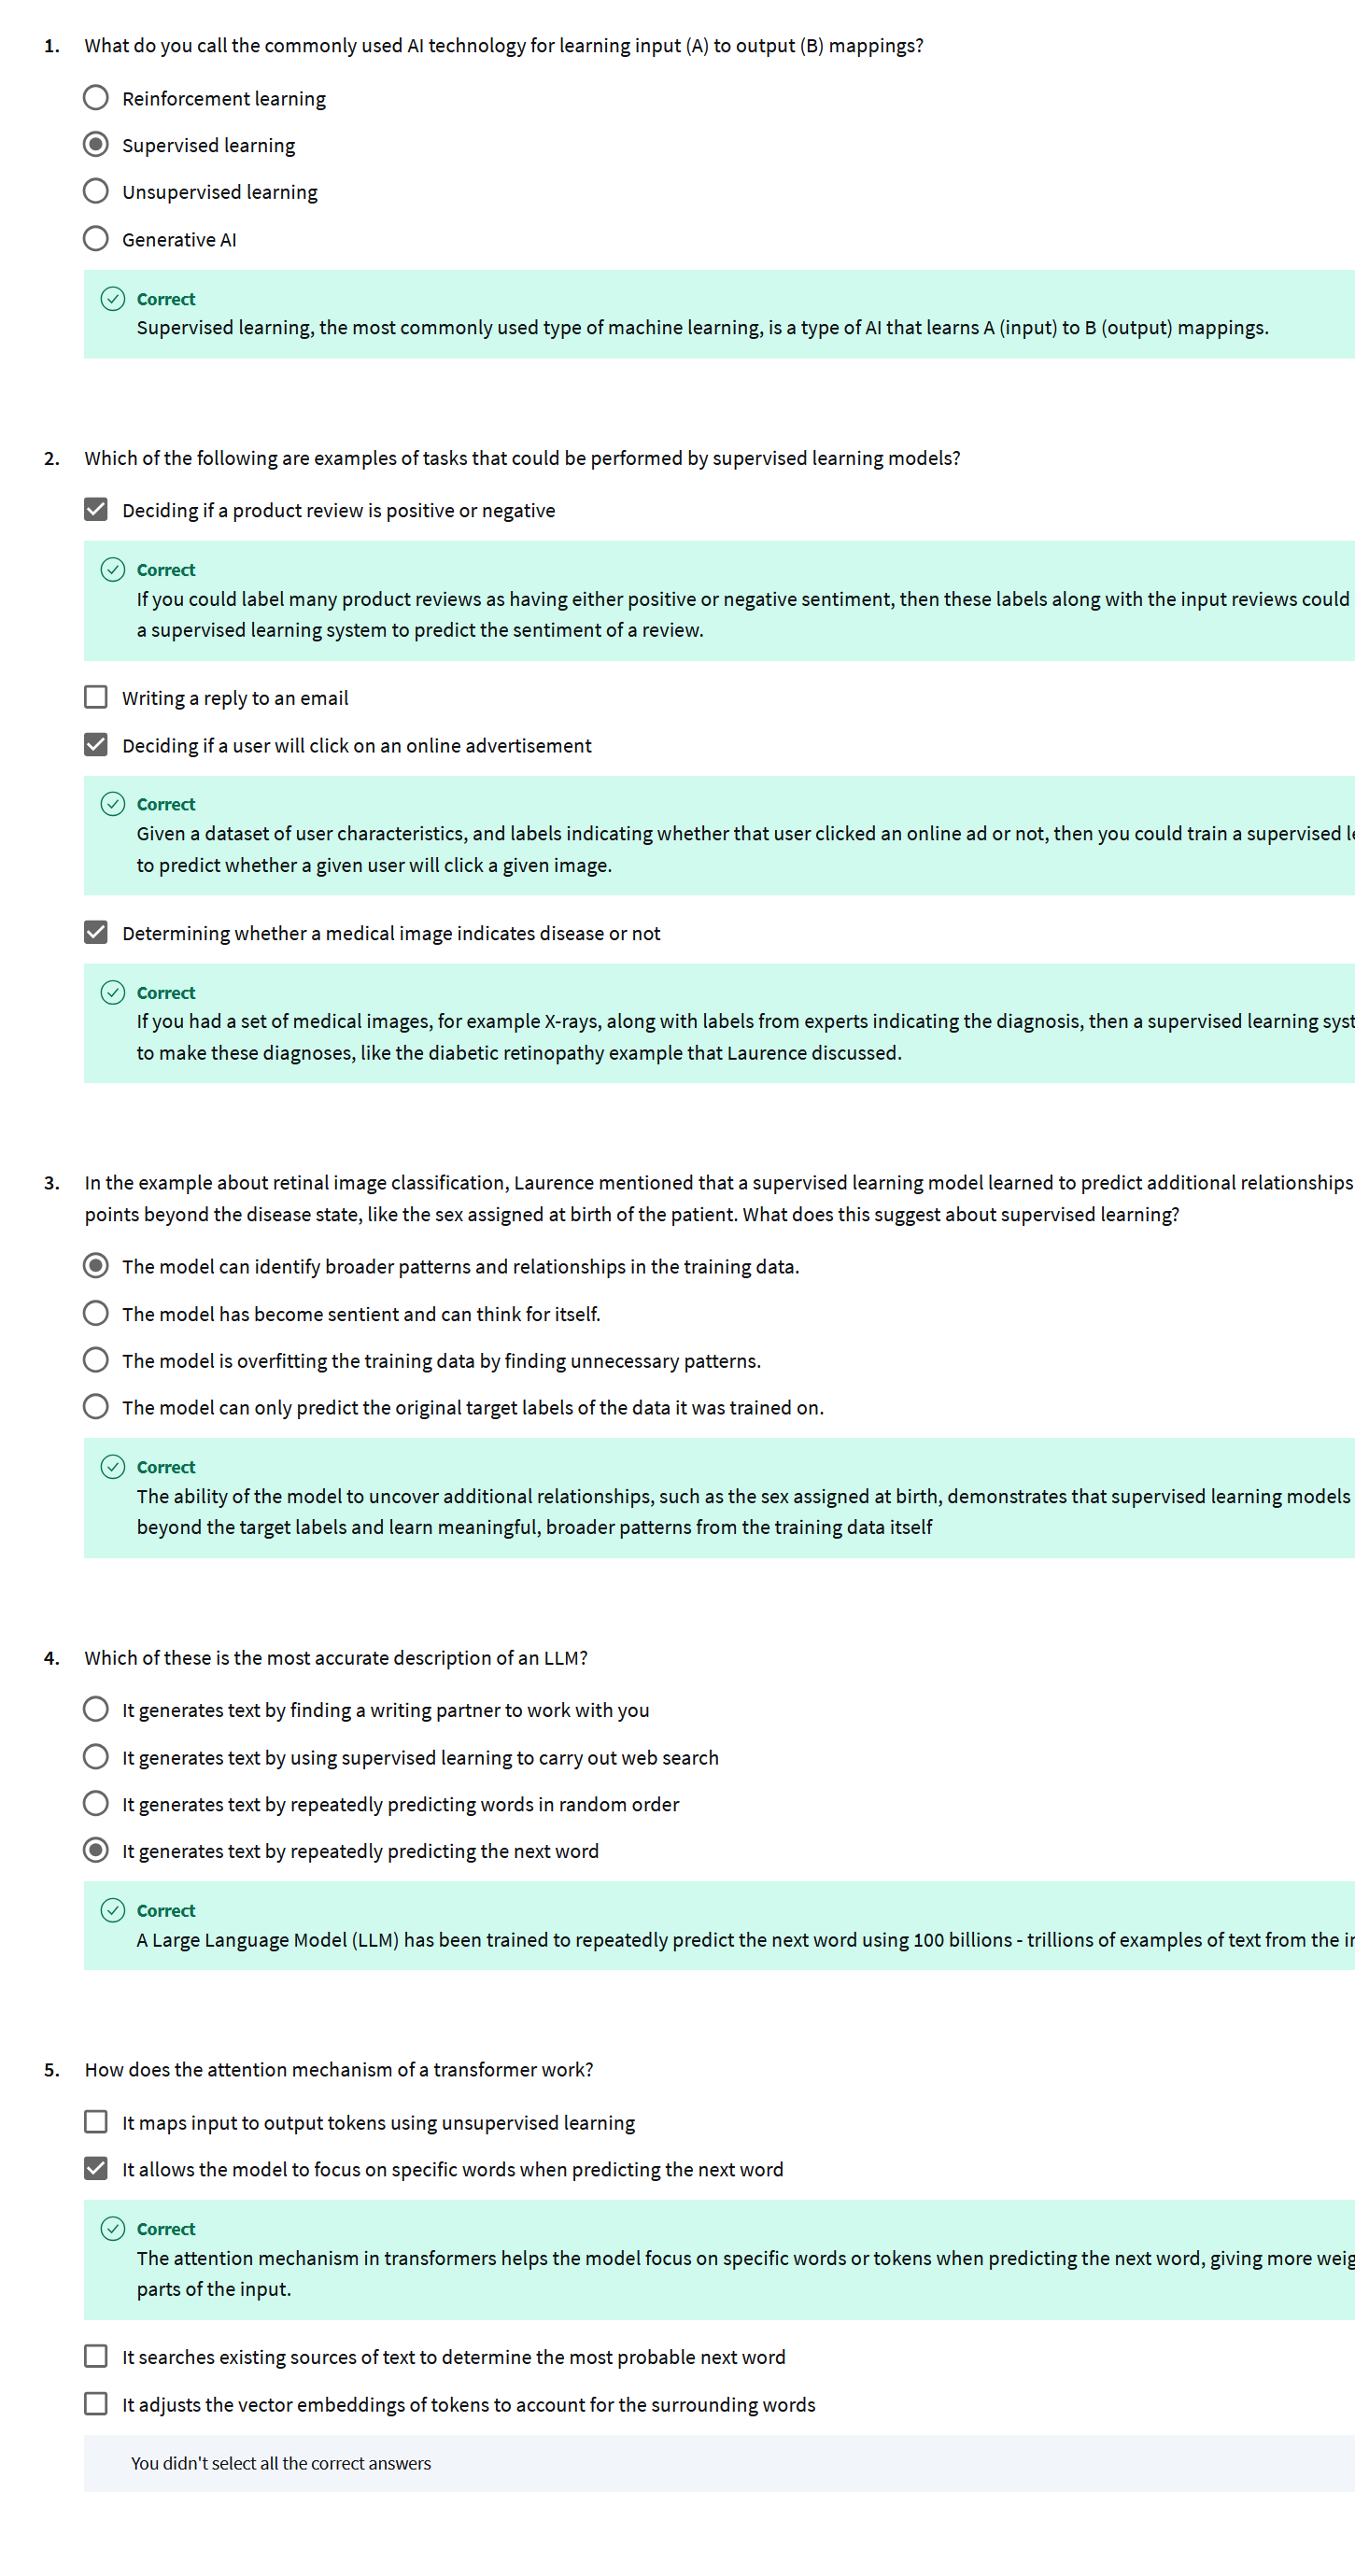 1. What do you call the commonly used AI technology for learning input (A) to output (B) mappings?
Reinforcement learning
Supervised learning
Unsupervised learning
Generative AI
Correct
Supervised learning, the most commonly used type of machine learning, is a type of AI that learns A (input) to B (output) mappings.
2. Which of the following are examples of tasks that could be performed by supervised learning models?
Deciding if a product review is positive or negative
Correct
If you could label many product reviews as having either positive or negative sentiment, then these labels along with the input reviews could
a supervised learning system to predict the sentiment of a review.
Writing a reply to an email
Deciding if a user will click on an online advertisement
Correct
Given a dataset of user characteristics, and labels indicating whether that user clicked an online ad or not, then you could train a supervised
to predict whether a given user will click a given image.
Determining whether a medical image indicates disease or not
Correct
If you had a set of medical images, for example X-rays, along with labels from experts indicating the diagnosis, then a supervised learning
to make these diagnoses, like the diabetic retinopathy example that Laurence discussed.
3. In the example about retinal image classification, Laurence mentioned that a supervised learning model learned to predict additional relationships
points beyond the disease state, like the sex assigned at birth of the patient. What does this suggest about supervised learning?
The model can identify broader patterns and relationships in the training data.
The model has become sentient and can think for itself.
The model is overfitting the training data by finding unnecessary patterns.
The model can only predict the original target labels of the data it was trained on.
Correct
The ability of the model to uncover additional relationships, such as the sex assigned at birth, demonstrates that supervised learning models
beyond the target labels and learn meaningful, broader patterns from the training data itself
4. Which of these is the most accurate description of an LLM?
It generates text by finding a writing partner to work with you
It generates text by using supervised learning to carry out web search
It generates text by repeatedly predicting words in random order
It generates text by repeatedly predicting the next word
Correct
A Large Language Model (LLM) has been trained to repeatedly predict the next word using 100 billions - trillions of examples of text from the
5. How does the attention mechanism of a transformer work?
It maps input to output tokens using unsupervised learning
It allows the model to focus on specific words when predicting the next word
Correct
The attention mechanism in transformers helps the model focus on specific words or tokens when predicting the next word, giving more
parts of the input.
It searches existing sources of text to determine the most probable next word
It adjusts the vector embeddings of tokens to account for the surrounding words
You didn't select all the correct answers